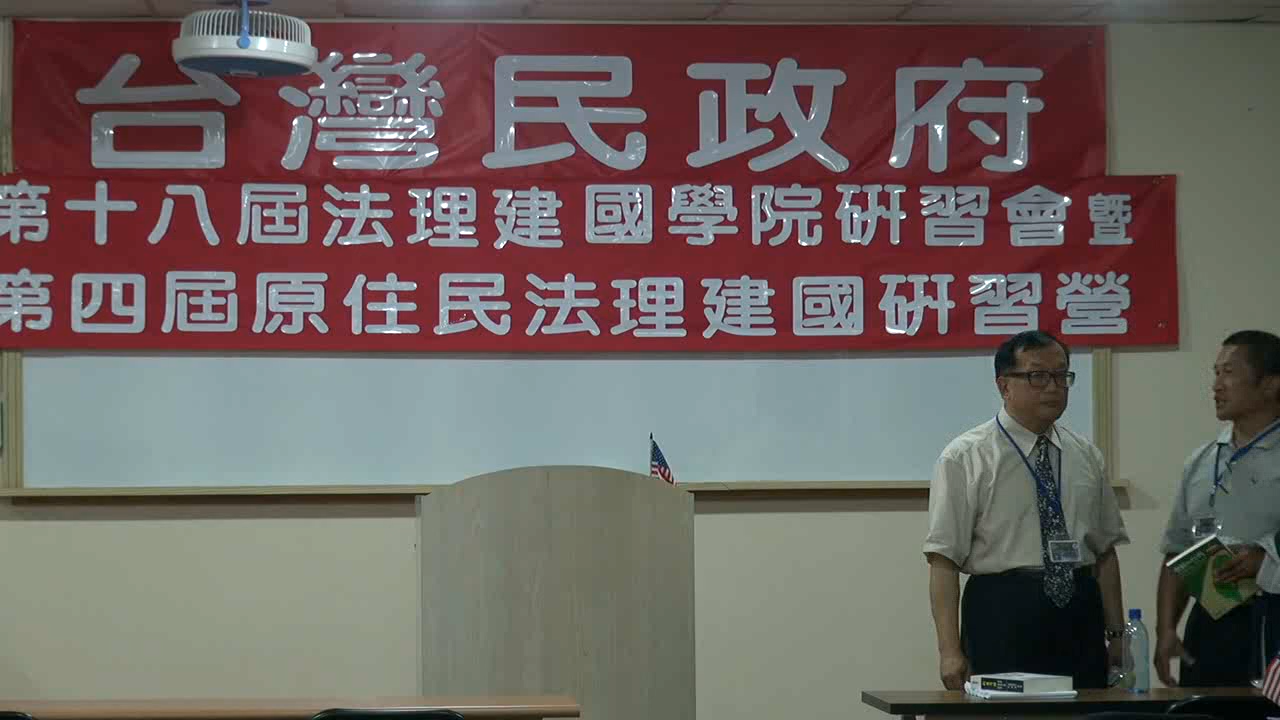 台灣民政府
第十八屆法理建國學院研習會暨
第四屆原住民法理建國研習營